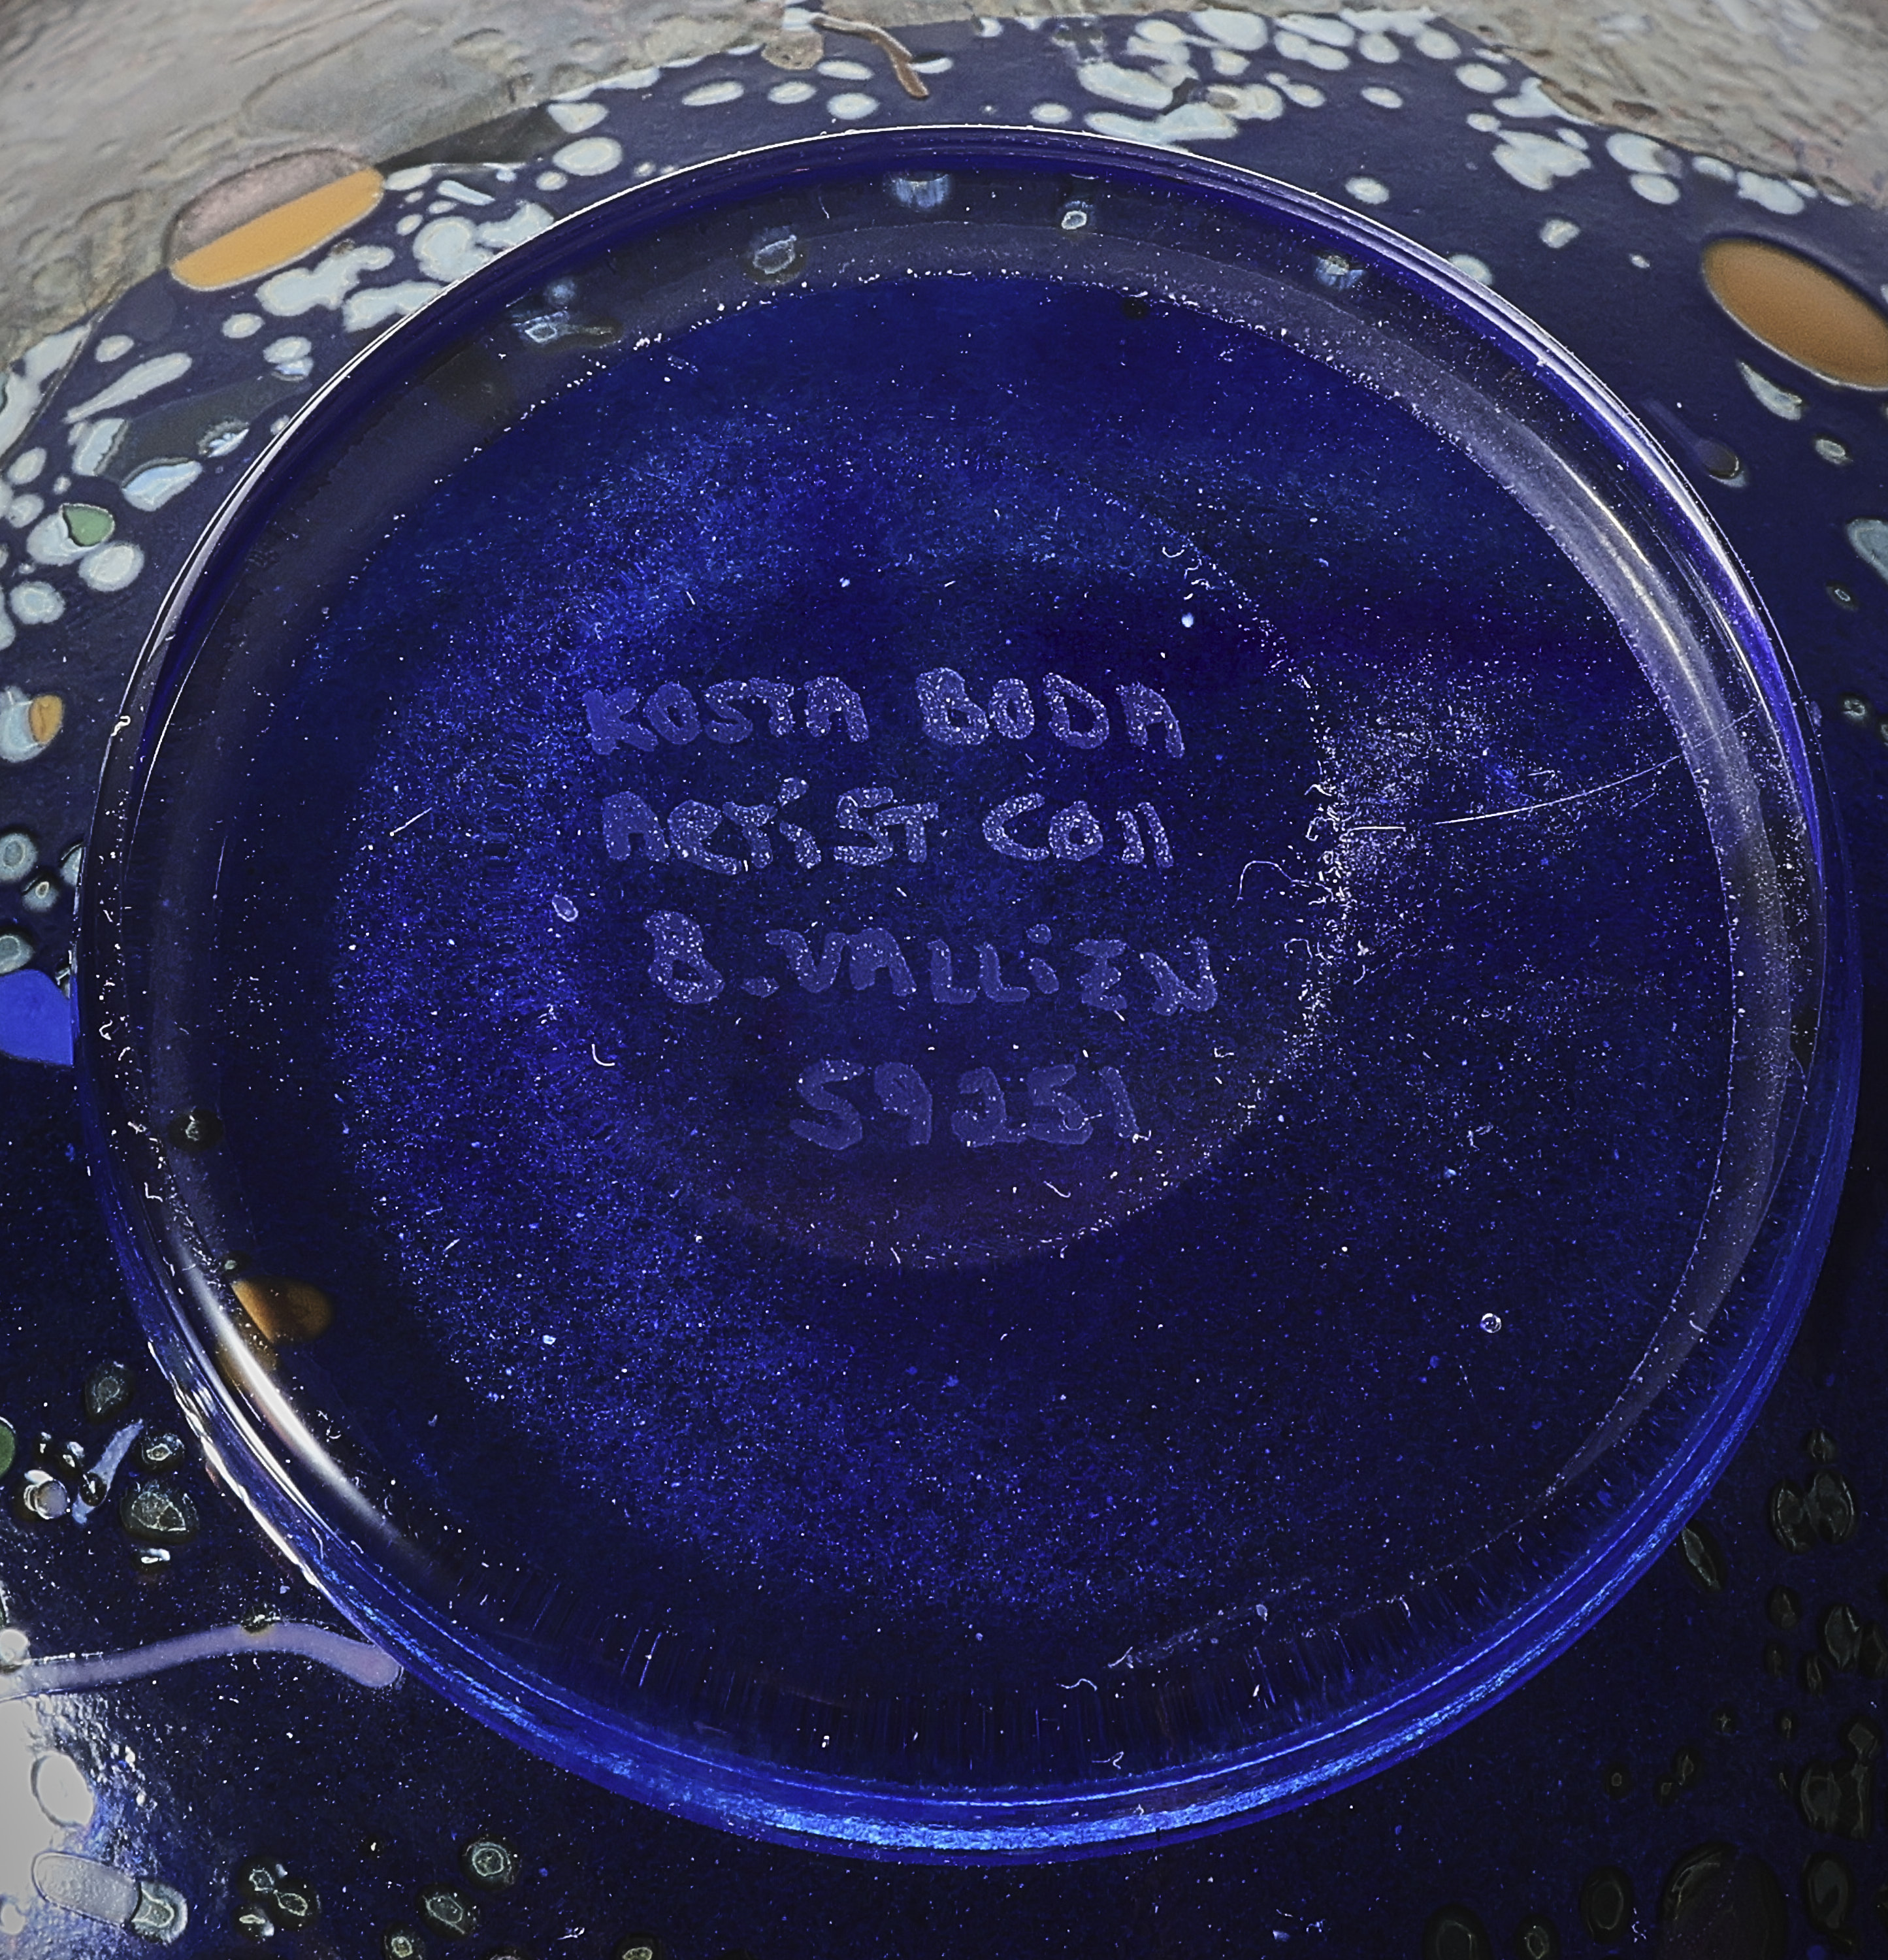 KOSTA BODA
ARTiST COll
B. VALLiEN
59251